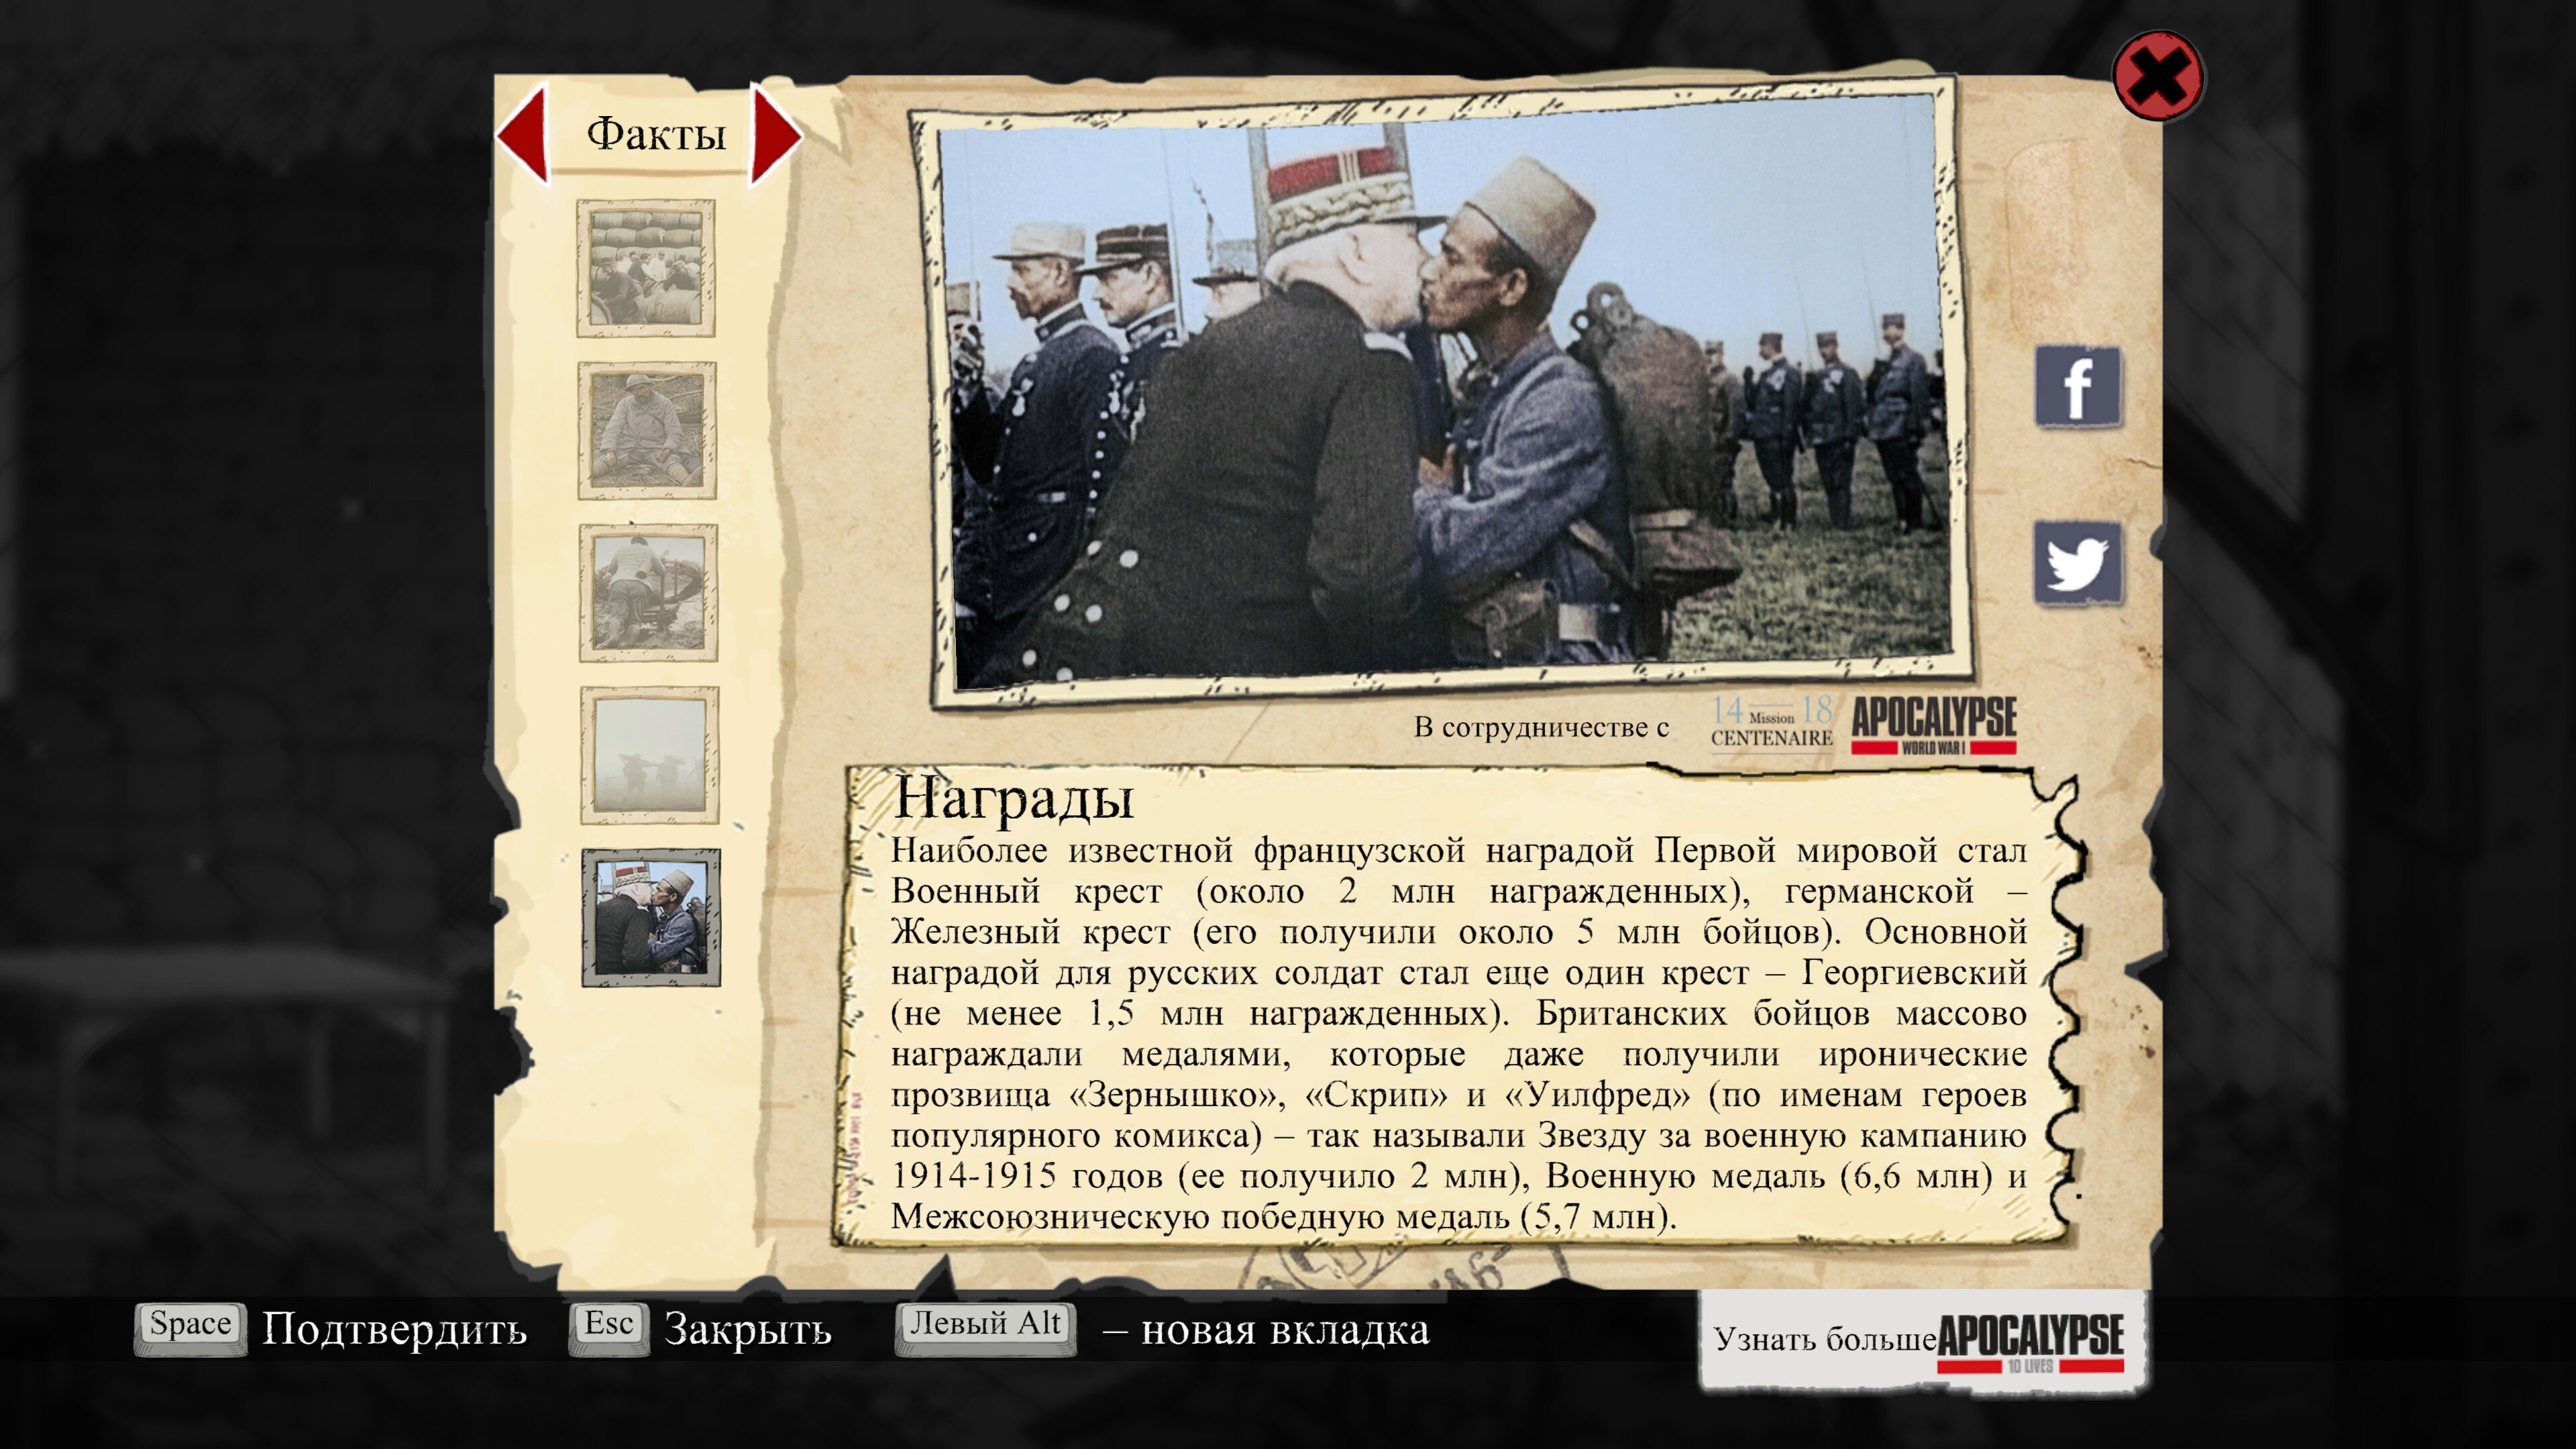 Факты
В сотрудничестве с
14 Mission 18
CENTENAIRE
APOCALYPSE
WORLD WAR I
Награды
Наиболее известной французской наградой Первой мировой стал
Военный крест (около 2 млн награжденных), германской –
Железный крест (его получили около 5 млн бойцов). Основной
наградой для русских солдат стал еще один крест – Георгиевский
(не менее 1,5 млн награжденных). Британских бойцов массово
награждали медалями, которые даже получили иронические
прозвища «Зернышко», «Скрип» и «Уилфред» (по именам героев
популярного комикса) – так называли Звезду за военную кампанию
1914-1915 годов (ее получило 2 млн), Военную медаль (6,6 млн) и
Межсоюзническую победную медаль (5,7 млн).
Space Подтвердить Esc Закрыть Левый Alt – новая вкладка
Узнать больше APOCALYPSE
10 LIVES